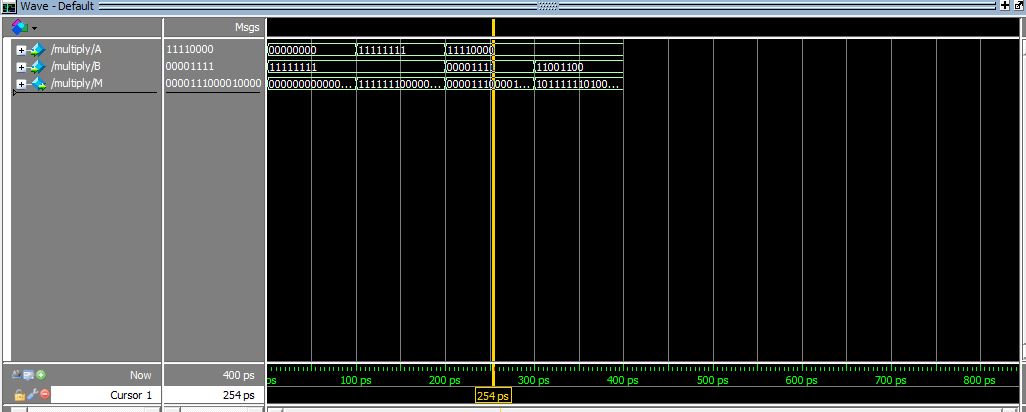 Wave - Default
Msgs
/multiply/A 11110000 00000000 11111111 11110000
/multiply/B 00001111 11111111 00001111 11001100
/multiply/M 0000111000010000 000000000000... 111111100000... 000011100001... 101111110100...
Now 400 ps ps 100 ps 200 ps 300 ps 400 ps 500 ps 600 ps 700 ps 800 ps
Cursor 1 254 ps 254 ps